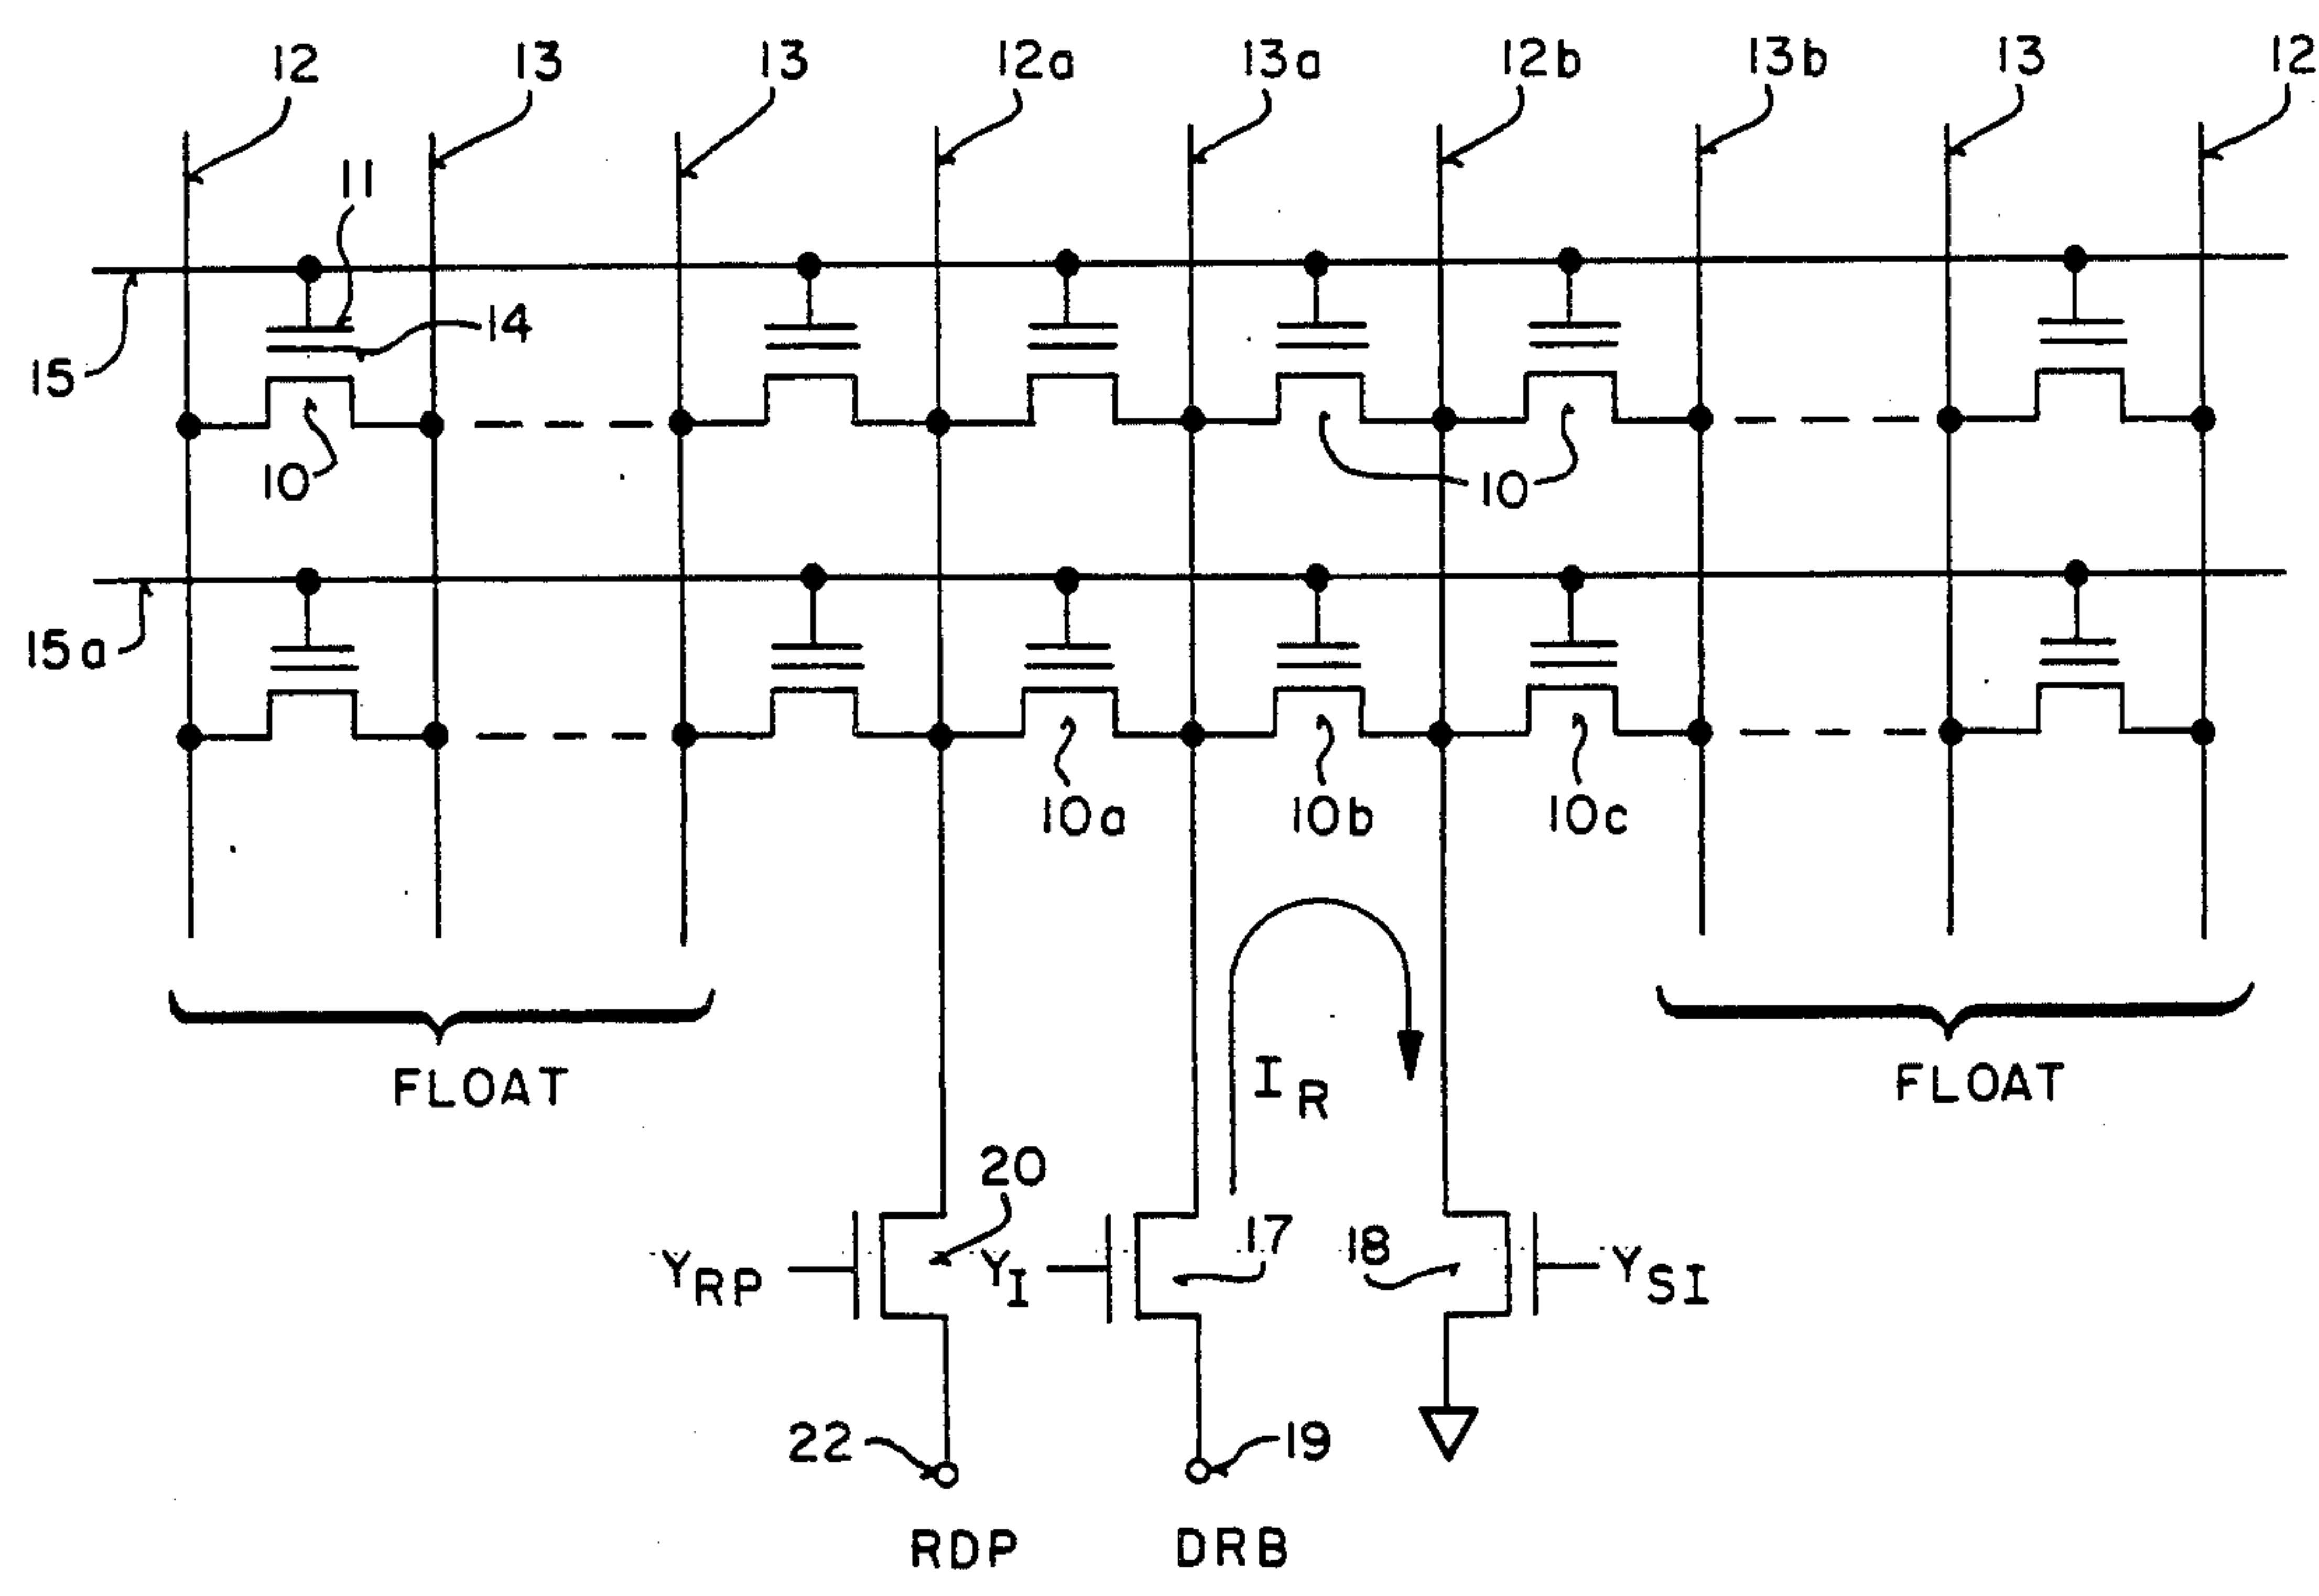 12 13 13 12a 13a 12b 13b 13 12
11
14
15
10 10
15a
10a 10b 10c
FLOAT FLOAT
IR
20
17 18
YRP YI YSI
22 19
RDP DRB